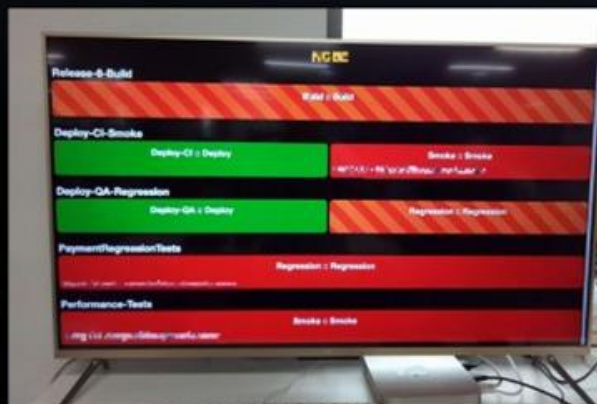 Release-8-Build
Build :: Build
Deploy-CI-Smoke
Deploy-CI :: Deploy
Smoke :: Smoke
Deploy-QA-Regression
Deploy-QA :: Deploy
Regression :: Regression
PaymentRegressionTests
Regression :: Regression
Performance-Tests
Smoke :: Smoke